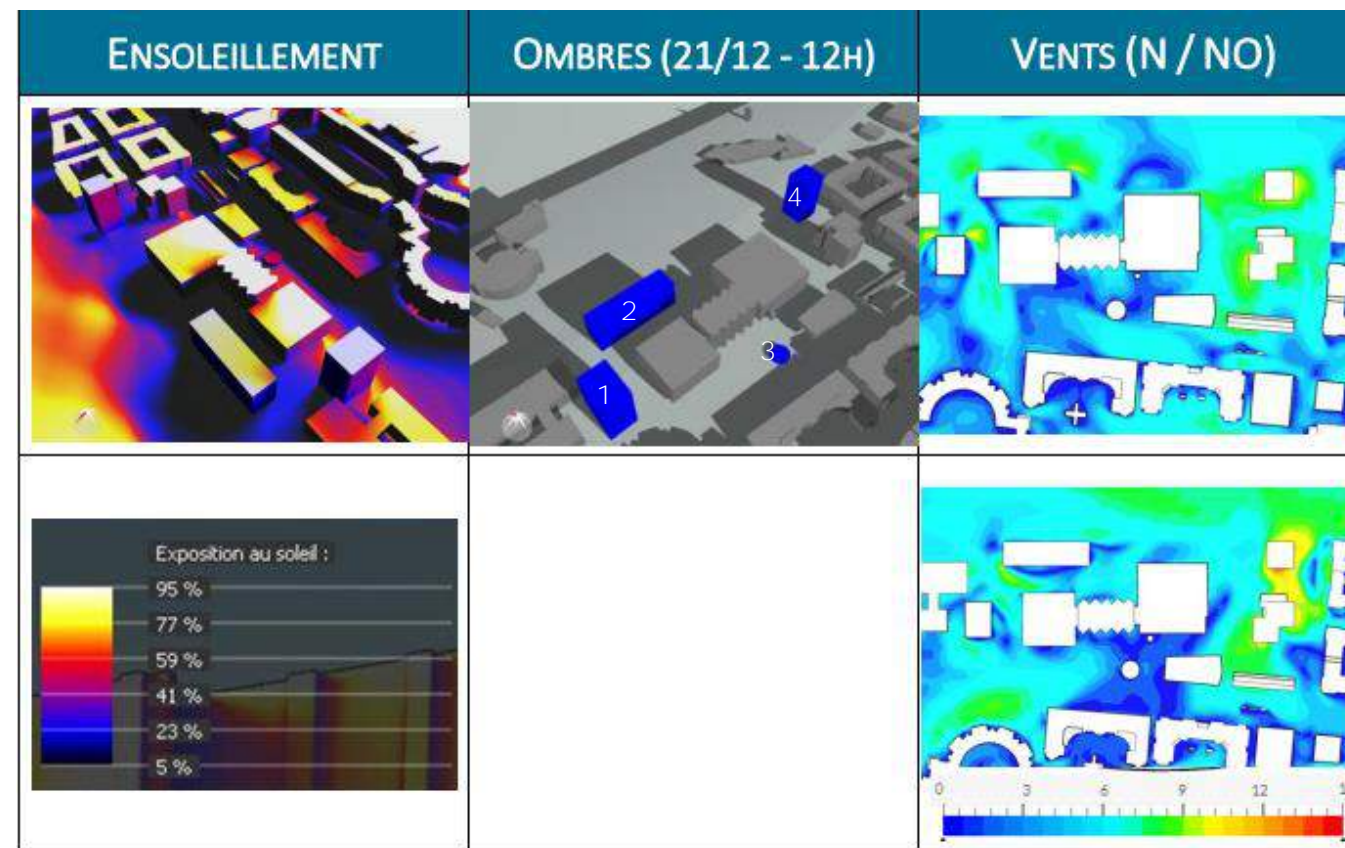 ENSOLEILLEMENT
OMBRES (21/12 - 12H)
VENTS (N / NO)
4
2
3
1
Exposition au soleil :
95 %
77 %
59 %
41 %
23 %
5 %
0 3 6 9 12